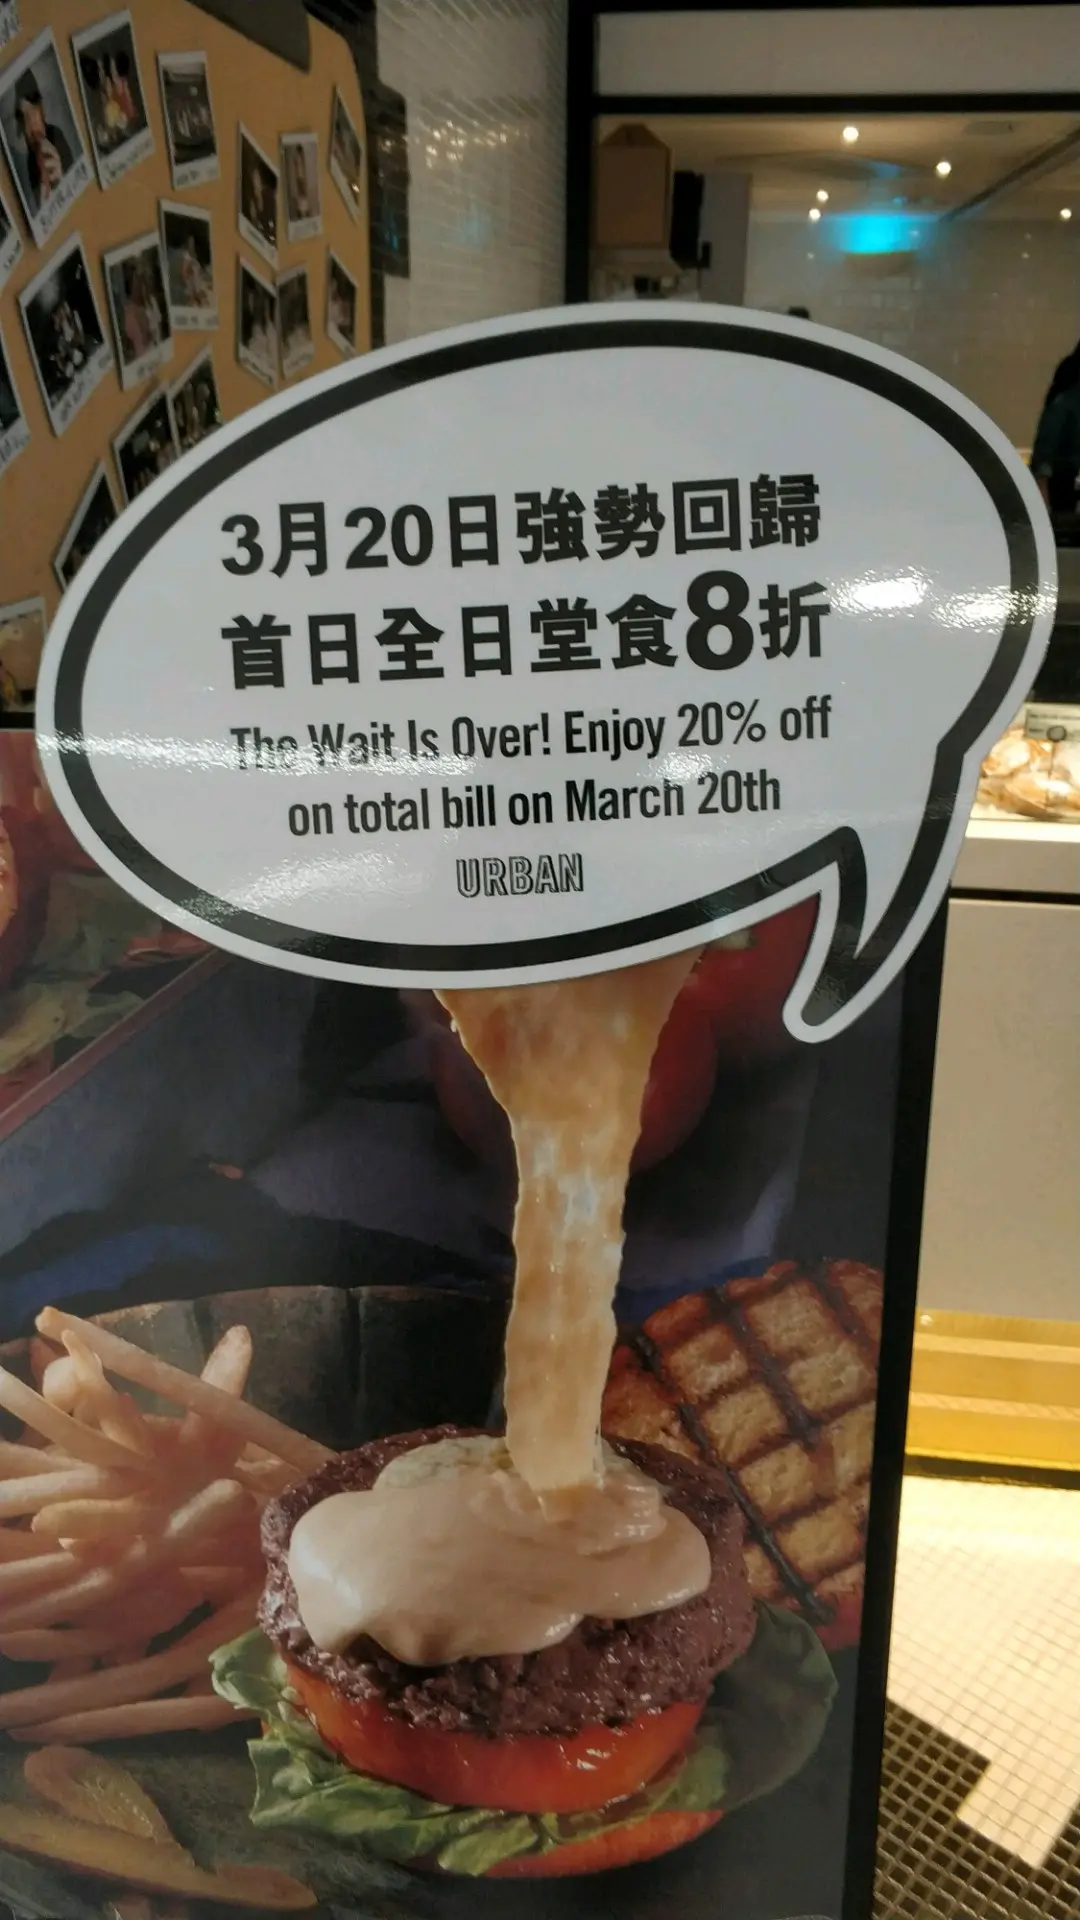 3月20日強勢回歸
首日全日堂食8折
The Wait Is Over! Enjoy 20% off
on total bill on March 20th
URBAN